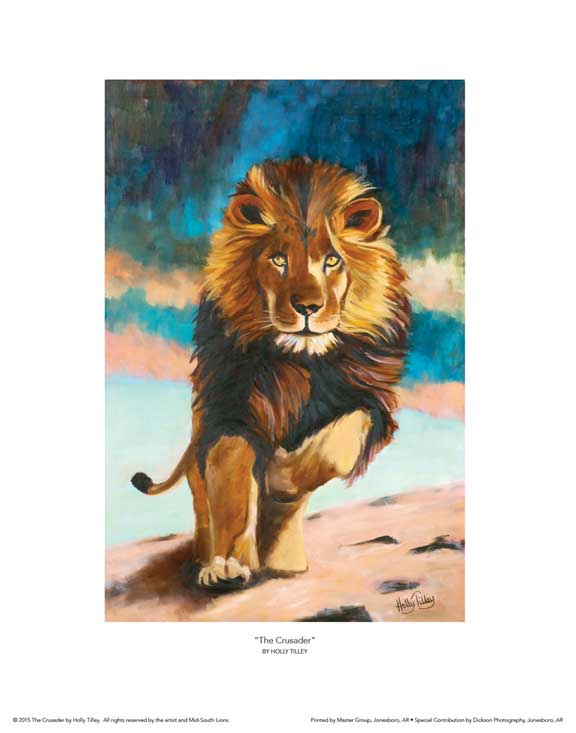 Holly Tilley
"The Crusader"
BY HOLLY TILLEY
© 2015 The Crusader by Holly Tilley. All rights reserved by the artist and Mid-South Lions.
Printed by Master Group, Jonesboro, AR • Special Contribution by Dickson Photography, Jonesboro, AR